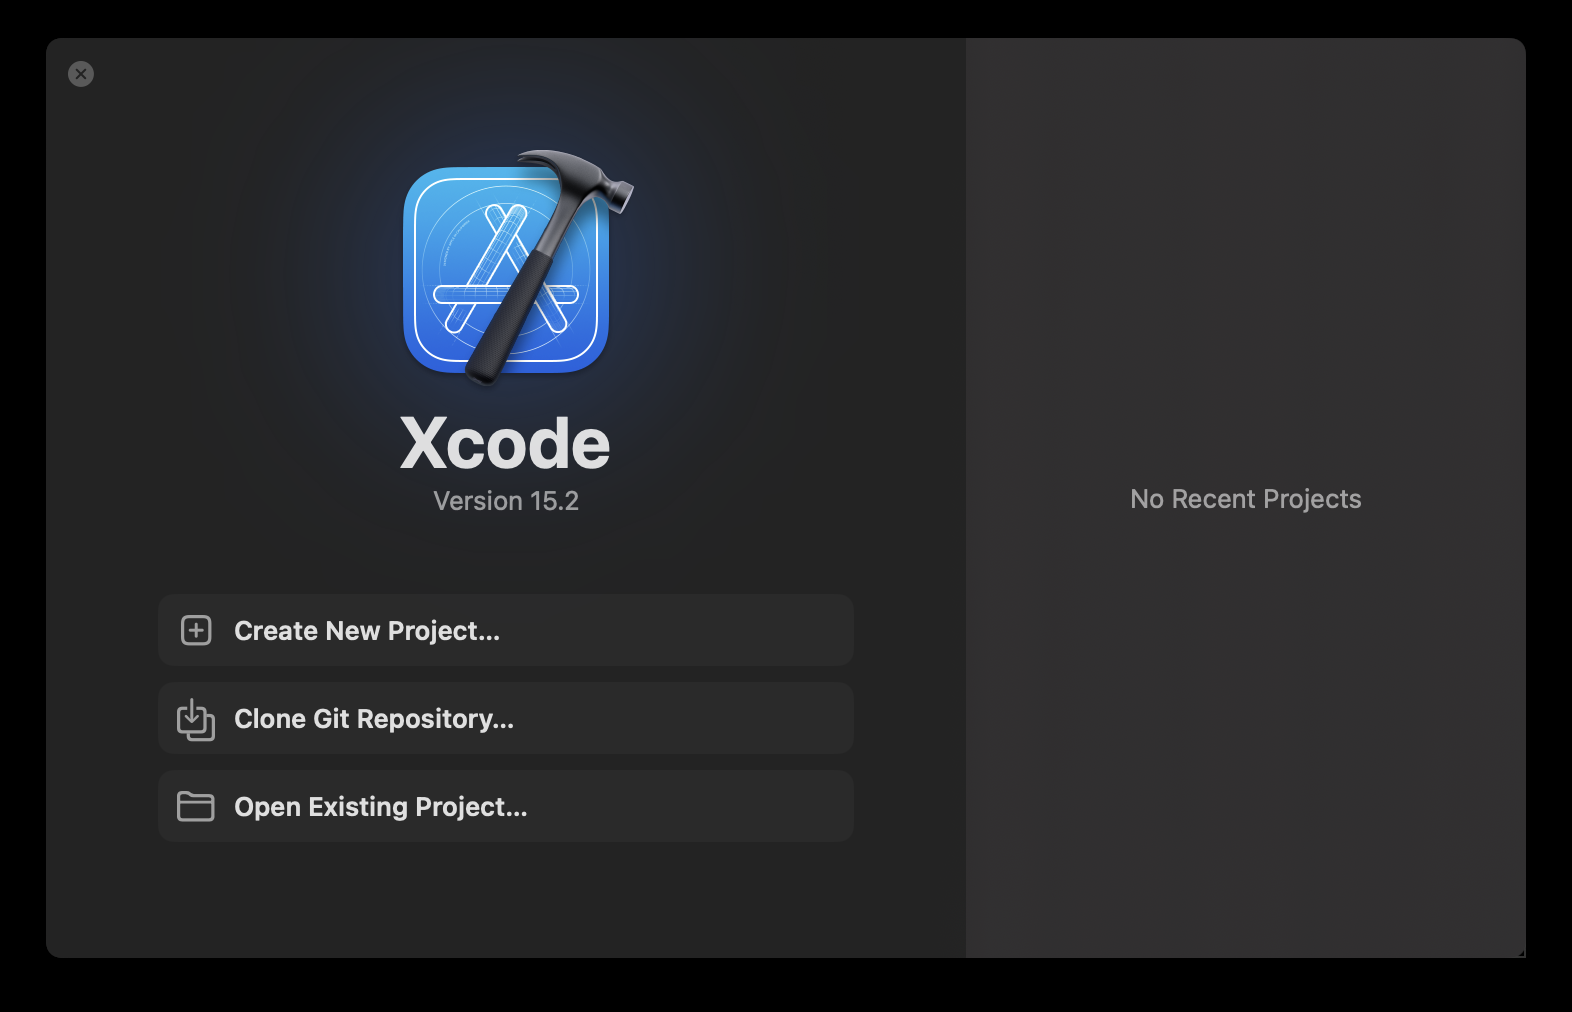 Xcode
Version 15.2
Create New Project...
Clone Git Repository...
Open Existing Project...
No Recent Projects